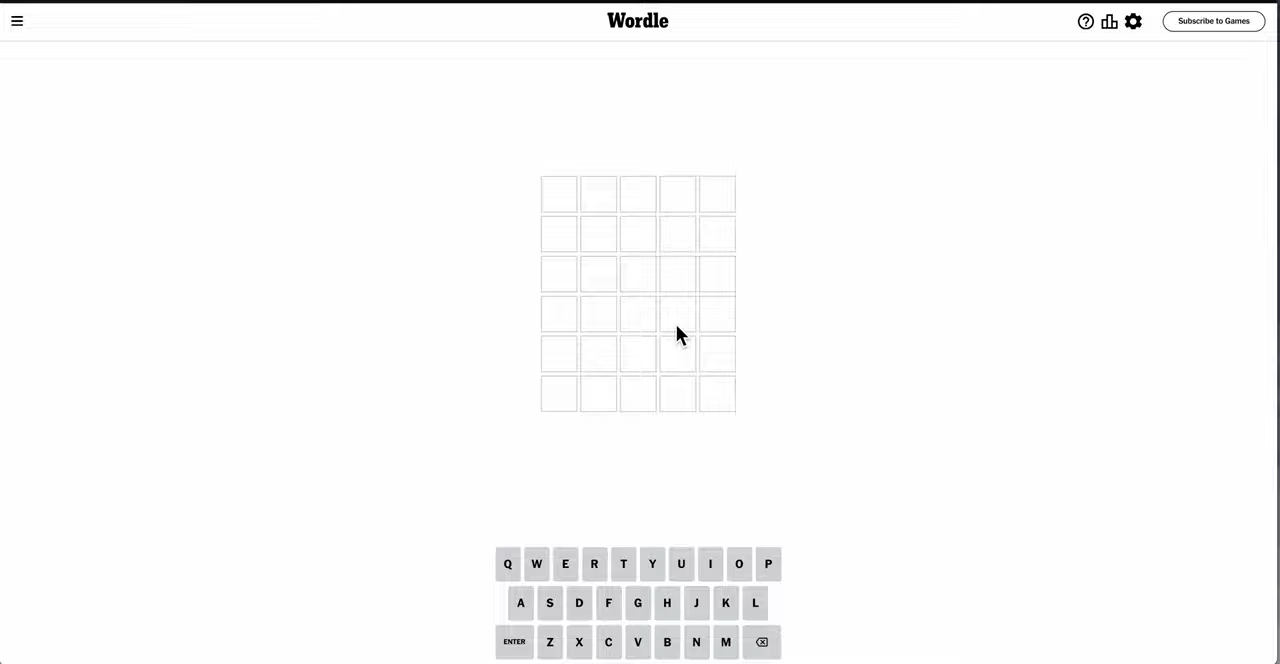 Wordle
Subscribe to Games
Q W E R T Y U I O P
A S D F G H J K L
ENTER Z X C V B N M